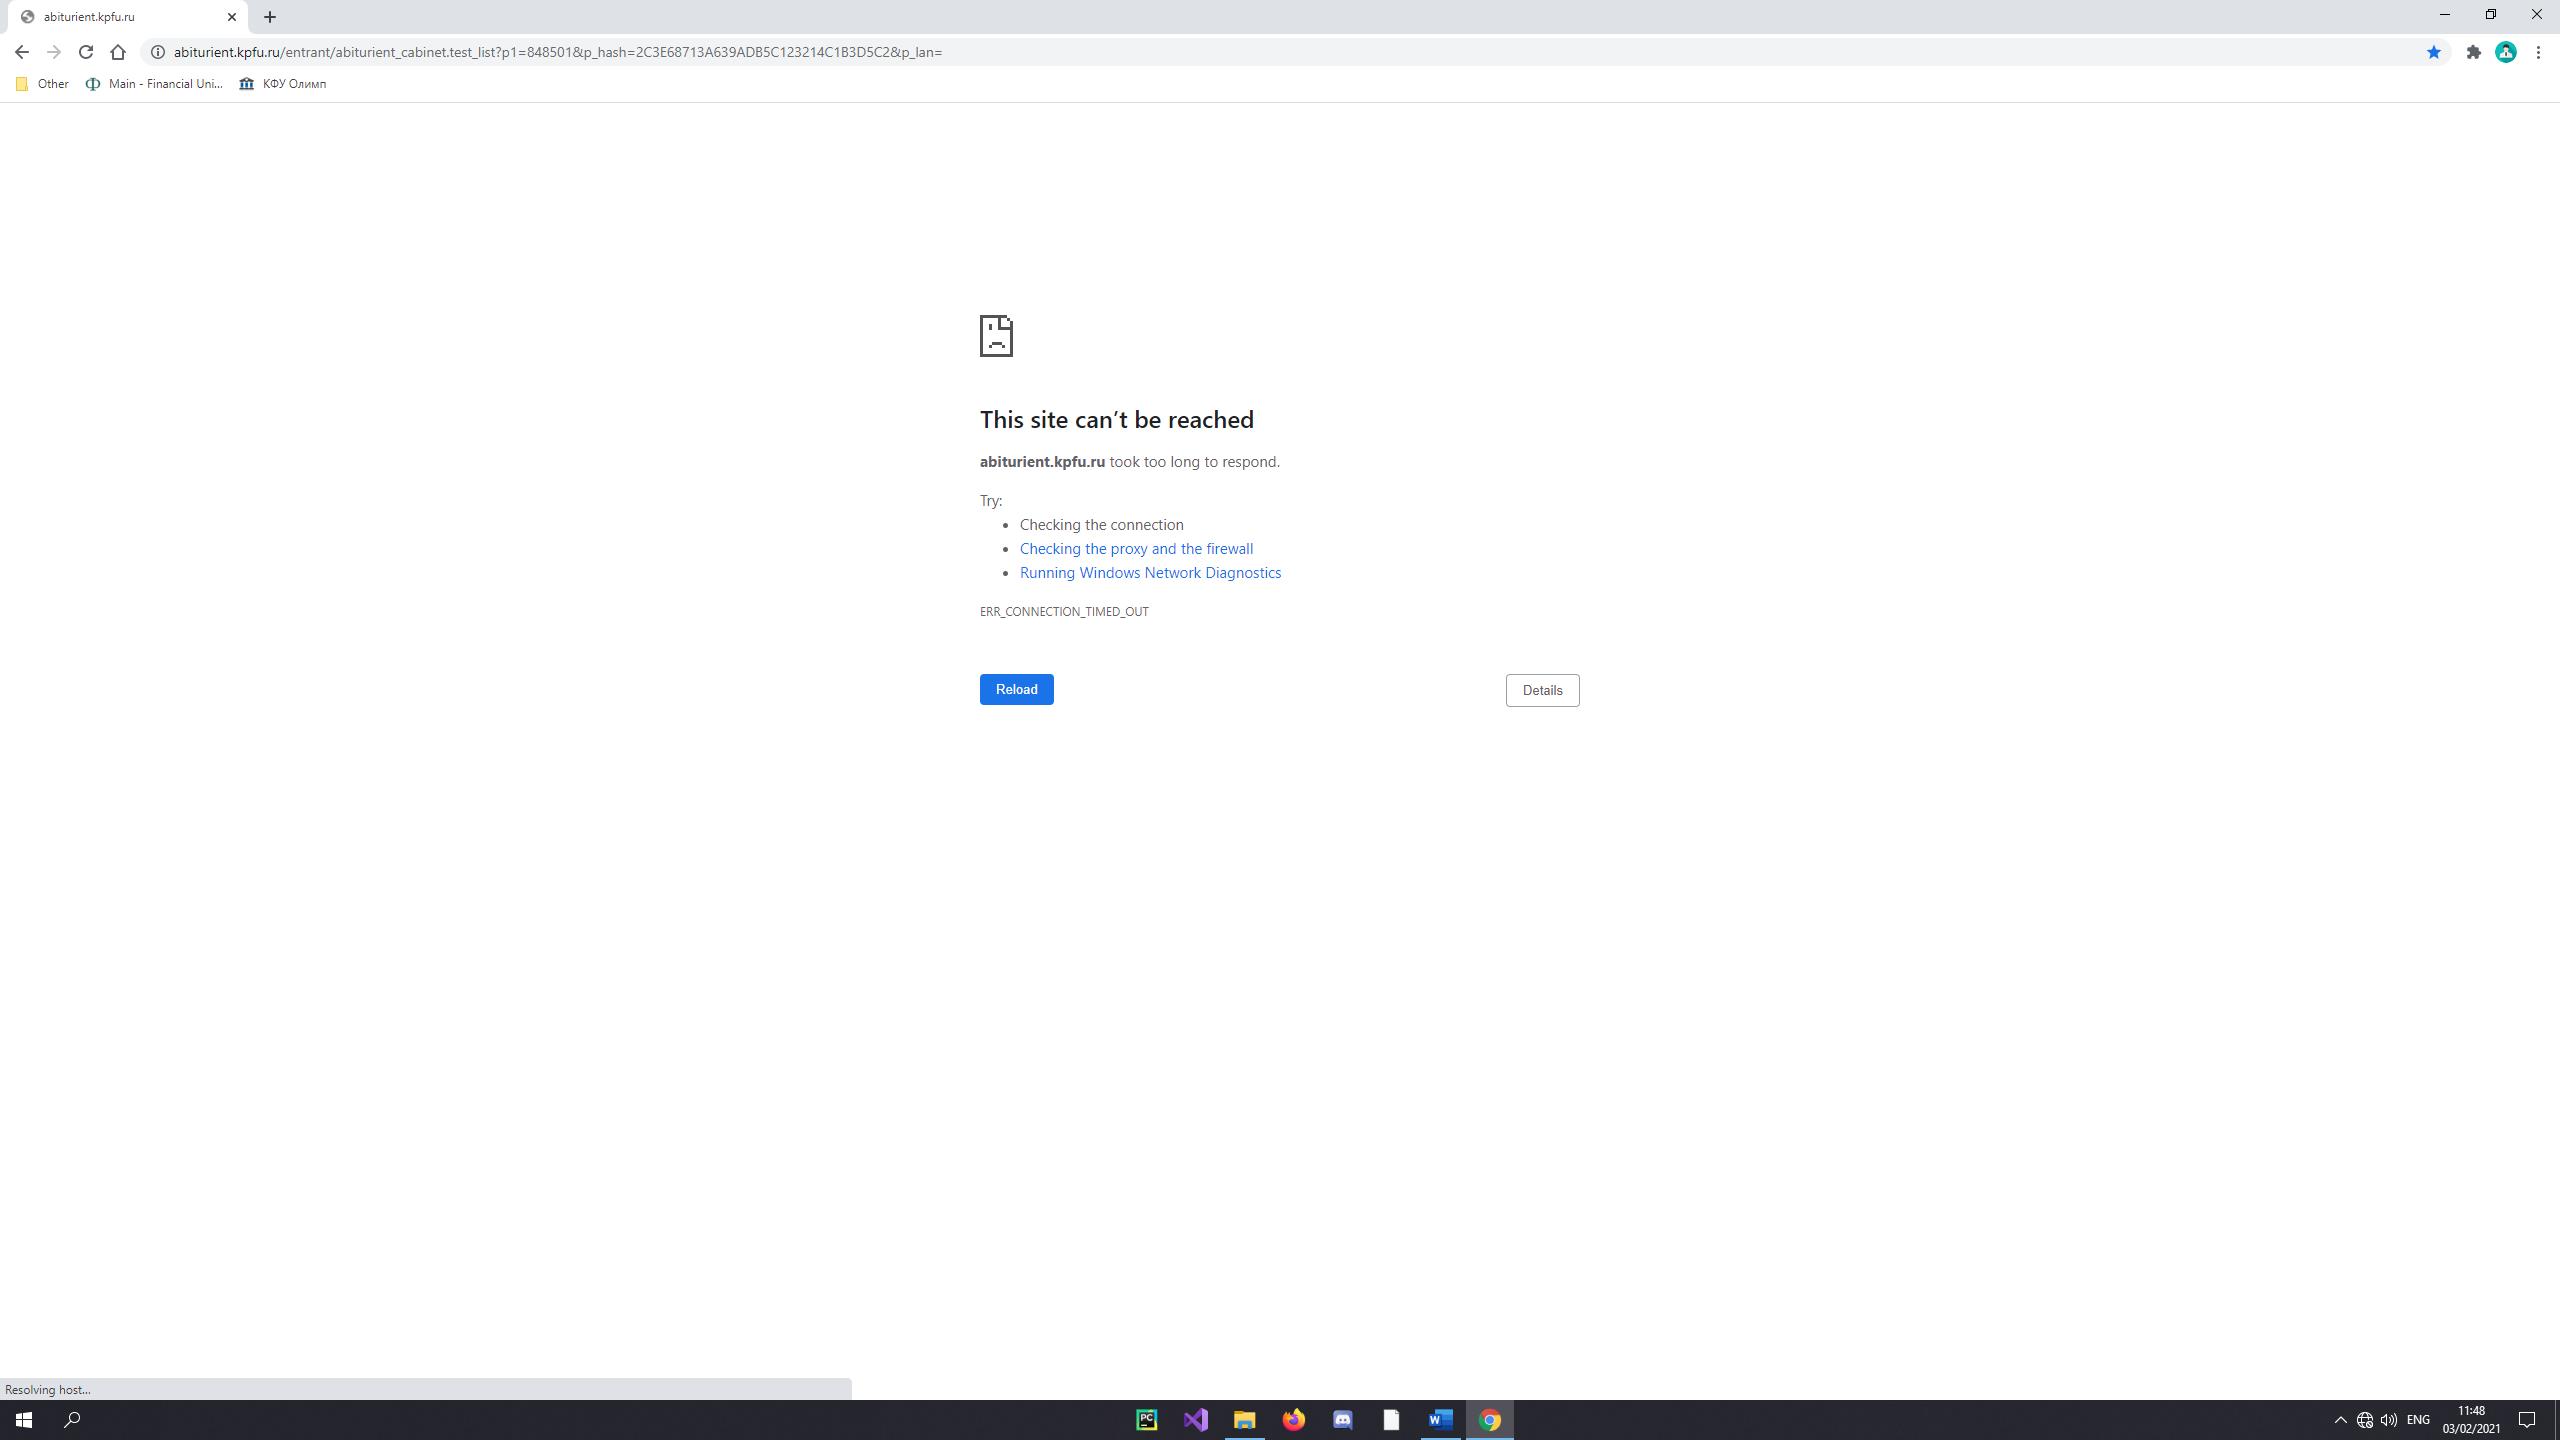 abiturient.kpfu.ru
abiturient.kpfu.ru/entrant/abiturient_cabinet.test_list?p1=848501&p_hash=2C3E68713A639ADB5C123214C1B3D5C2&p_lan=
Other
Main - Financial Uni...
КФУ Олимп
This site can’t be reached
abiturient.kpfu.ru took too long to respond.
Try:
Checking the connection
Checking the proxy and the firewall
Running Windows Network Diagnostics
ERR_CONNECTION_TIMED_OUT
Reload
Details
Resolving host...
PC
W
ENG
11:48
03/02/2021